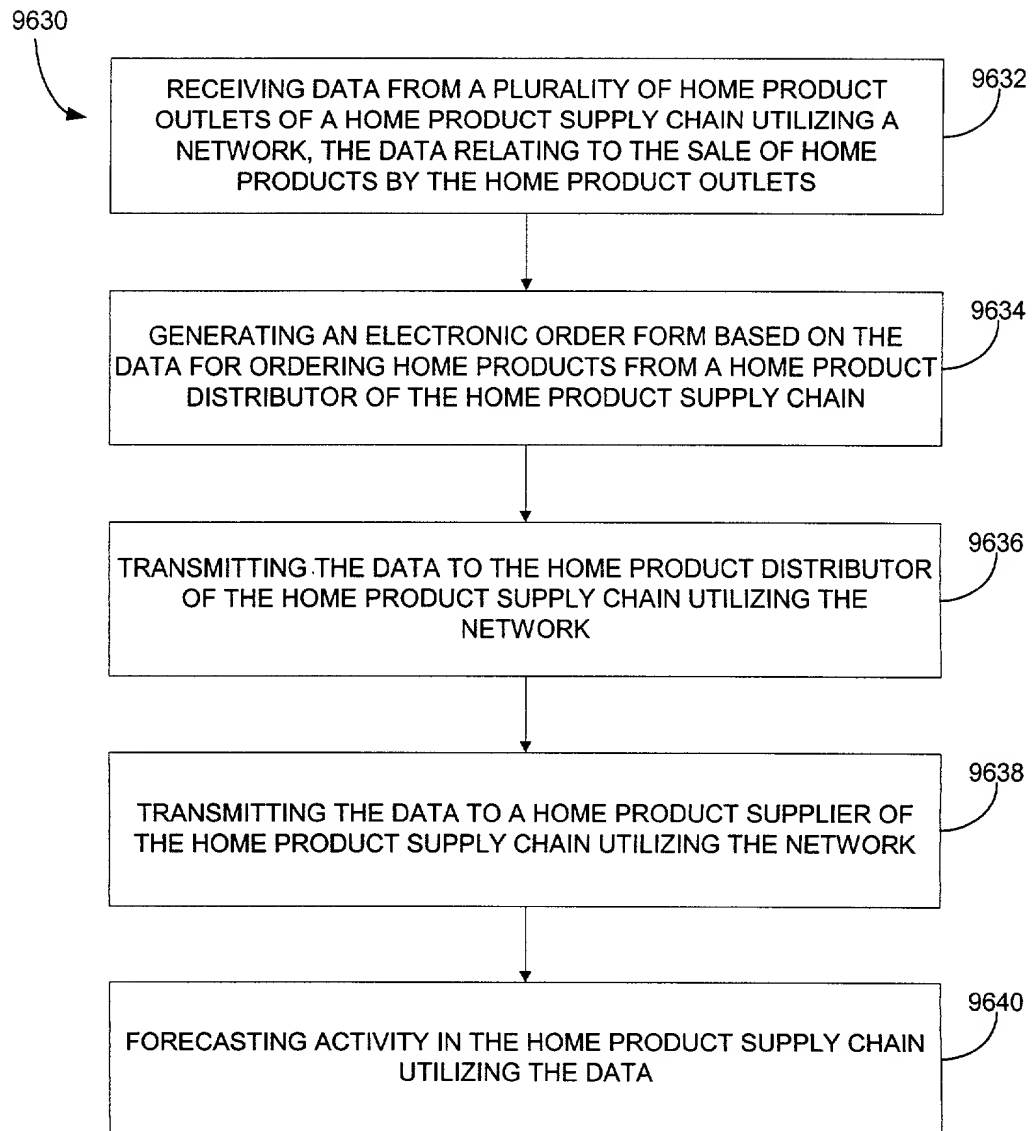 9630
RECEIVING DATA FROM A PLURALITY OF HOME PRODUCT
OUTLETS OF A HOME PRODUCT SUPPLY CHAIN UTILIZING A
NETWORK, THE DATA RELATING TO THE SALE OF HOME
PRODUCTS BY THE HOME PRODUCT OUTLETS
9632
GENERATING AN ELECTRONIC ORDER FORM BASED ON THE
DATA FOR ORDERING HOME PRODUCTS FROM A HOME PRODUCT
DISTRIBUTOR OF THE HOME PRODUCT SUPPLY CHAIN
9634
TRANSMITTING THE DATA TO THE HOME PRODUCT DISTRIBUTOR
OF THE HOME PRODUCT SUPPLY CHAIN UTILIZING THE
NETWORK
9636
TRANSMITTING THE DATA TO A HOME PRODUCT SUPPLIER OF
THE HOME PRODUCT SUPPLY CHAIN UTILIZING THE NETWORK
9638
FORECASTING ACTIVITY IN THE HOME PRODUCT SUPPLY CHAIN
UTILIZING THE DATA
9640